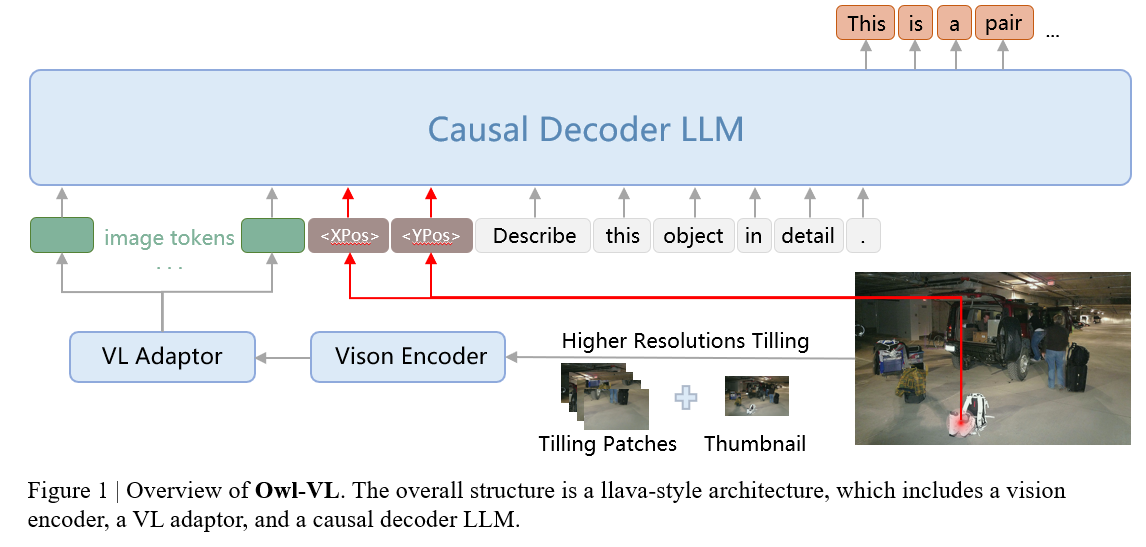 This is a pair ...
Causal Decoder LLM
image tokens <XPos> <YPos> Describe this object in detail .
...
Higher Resolutions Tilling
VL Adaptor Vison Encoder
Tilling Patches Thumbnail
Figure 1 | Overview of Owl-VL. The overall structure is a llava-style architecture, which includes a vision
encoder, a VL adaptor, and a causal decoder LLM.